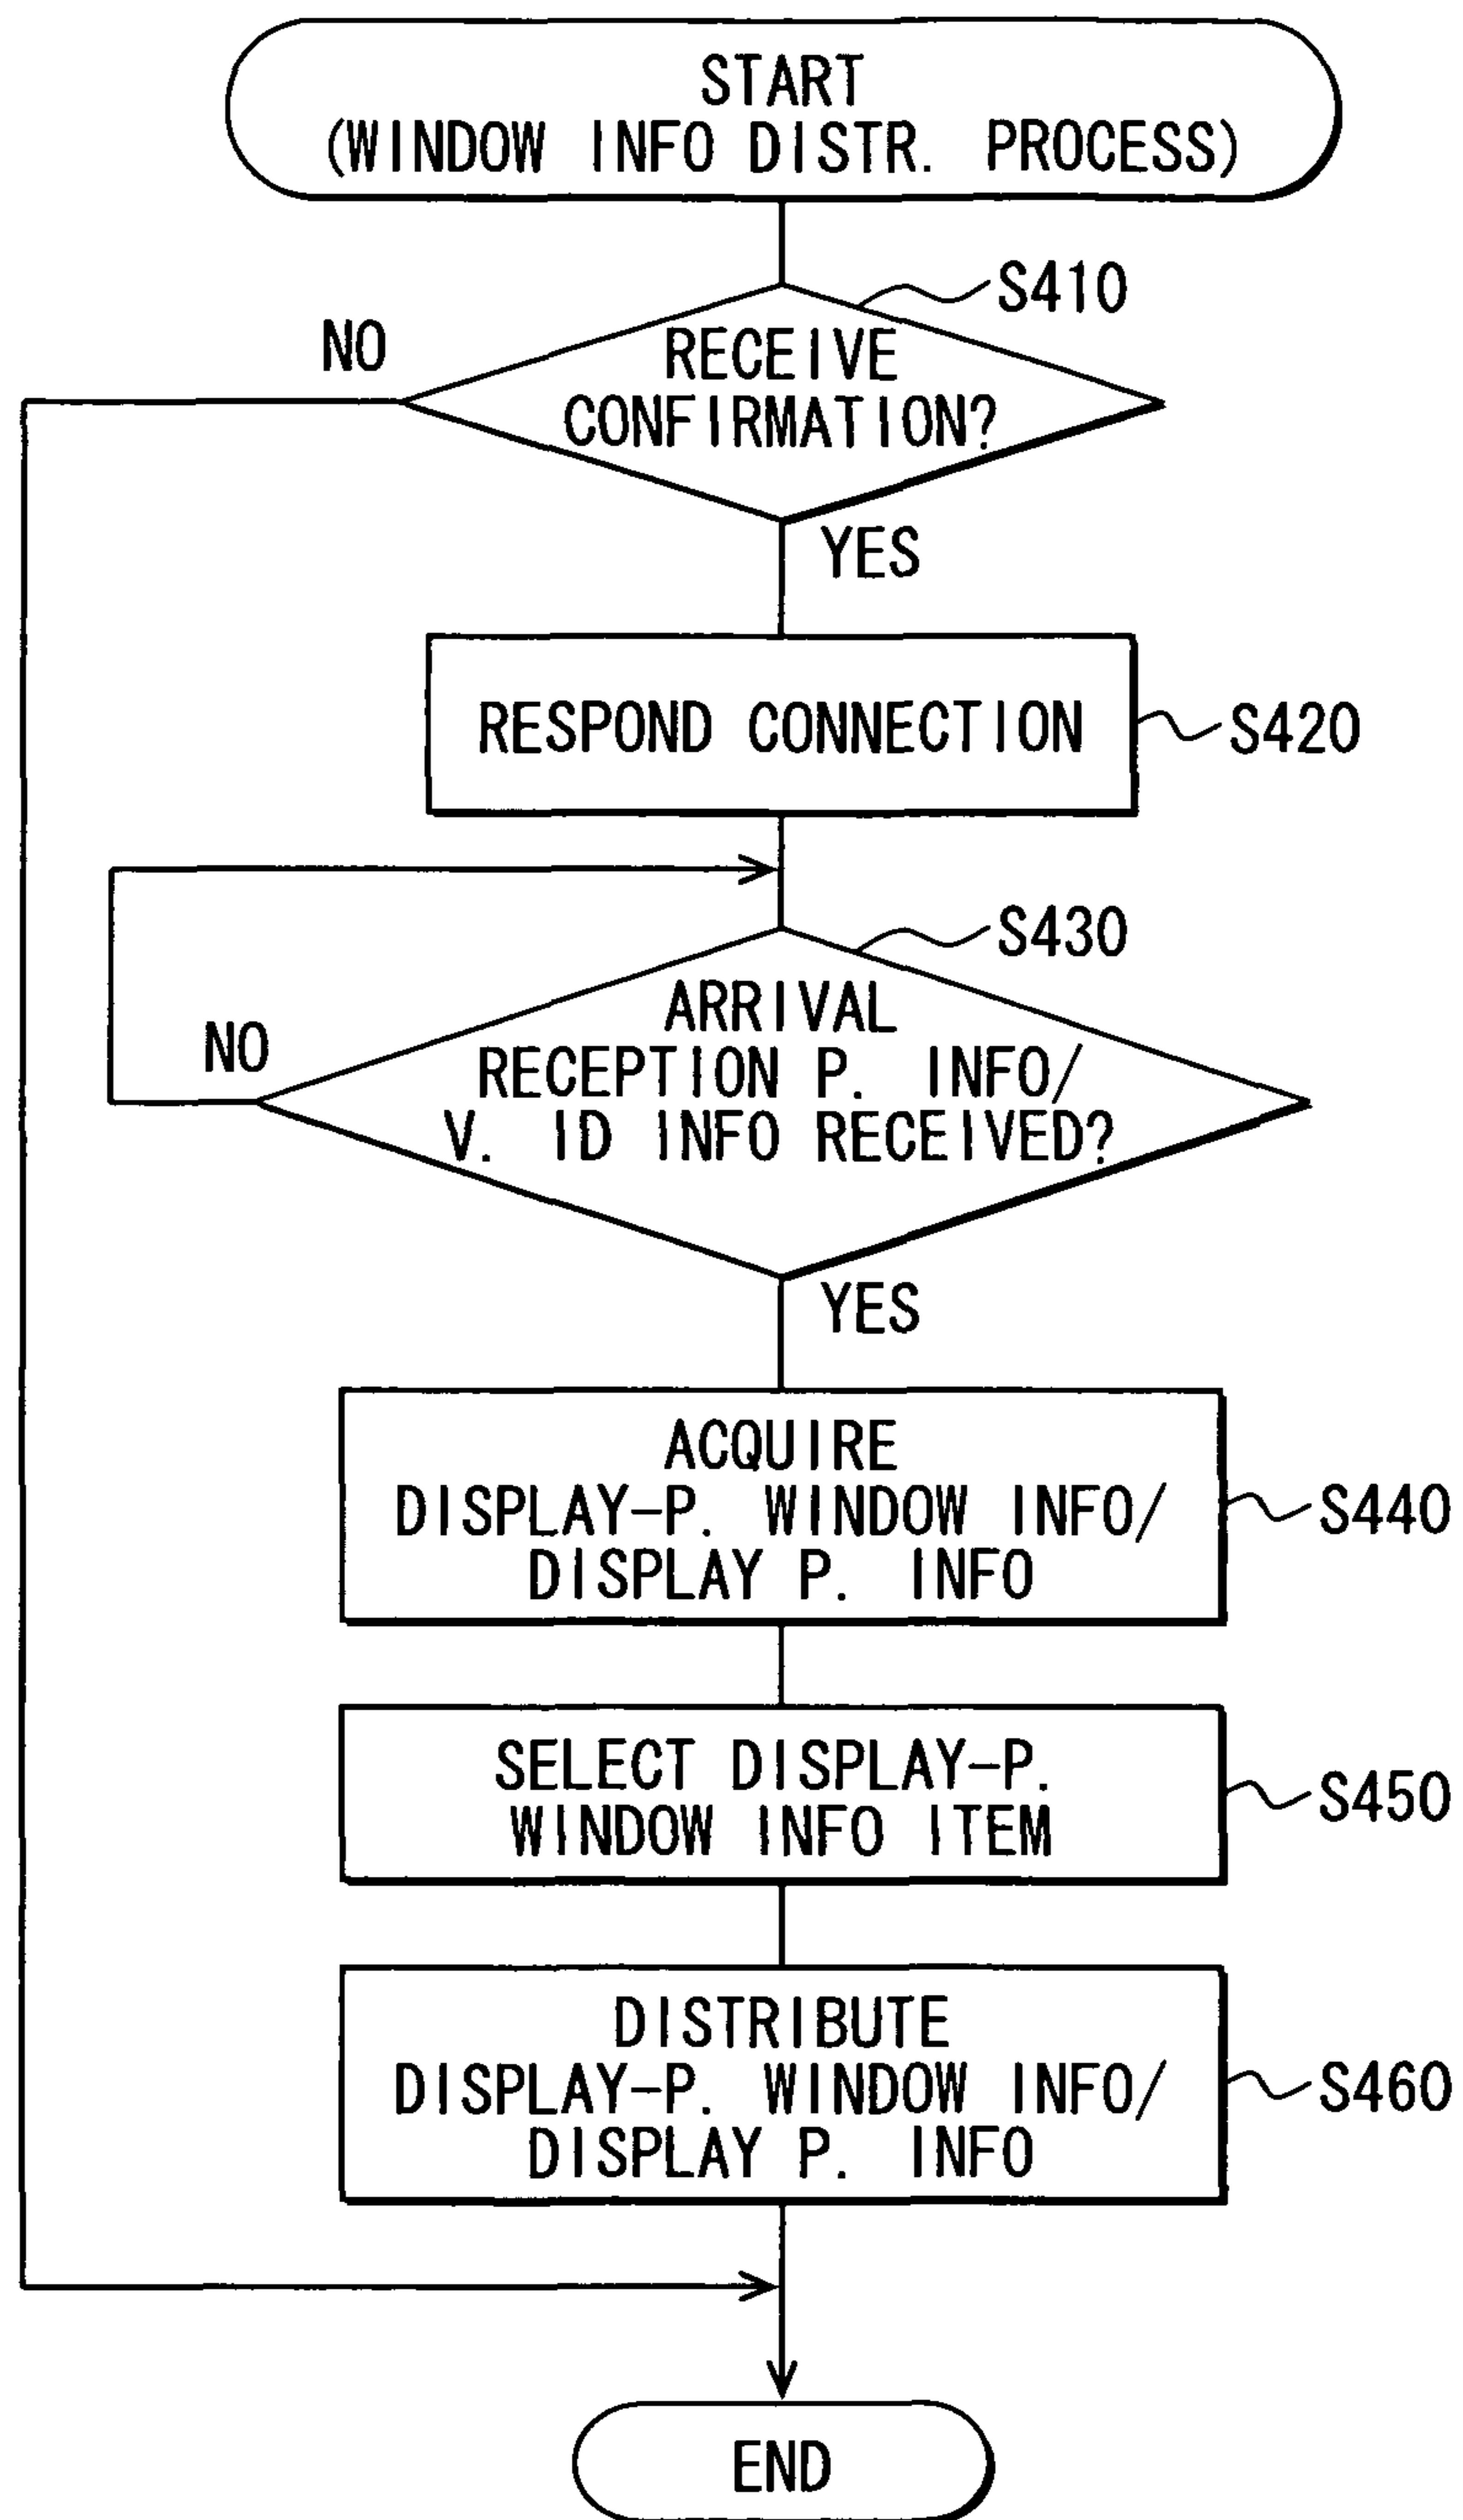 START
(WINDOW INFO DISTR. PROCESS)
S410
NO
RECEIVE
CONFIRMATION?
YES
RESPOND CONNECTION
S420
S430
ARRIVAL
NO
RECEPTION P. INFO/
V. ID INFO RECEIVED?
YES
ACQUIRE
DISPLAY-P. WINDOW INFO/
DISPLAY P. INFO
S440
SELECT DISPLAY-P.
WINDOW INFO ITEM
S450
DISTRIBUTE
DISPLAY-P. WINDOW INFO/
DISPLAY P. INFO
S460
END